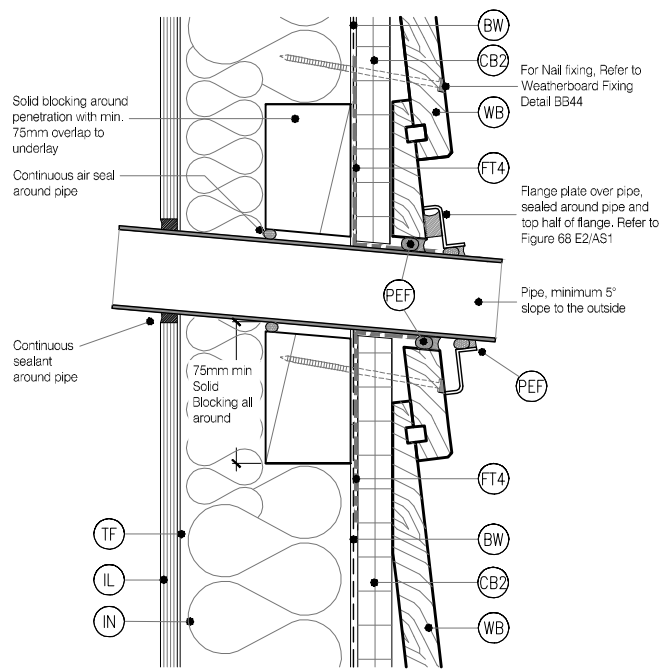 BW
CB2
For Nail fixing, Refer to
Weatherboard Fixing
Detail BB44
WB
Solid blocking around
penetration with min.
75mm overlap to
underlay
FT4
Continuous air seal
around pipe
Flange plate over pipe,
sealed around pipe and
top half of flange. Refer to
Figure 68 E2/AS1
PEF
Pipe, minimum 5°
slope to the outside
Continuous
sealant
around pipe
75mm min
Solid
Blocking all
around
PEF
FT4
TF
BW
IL
CB2
IN
WB